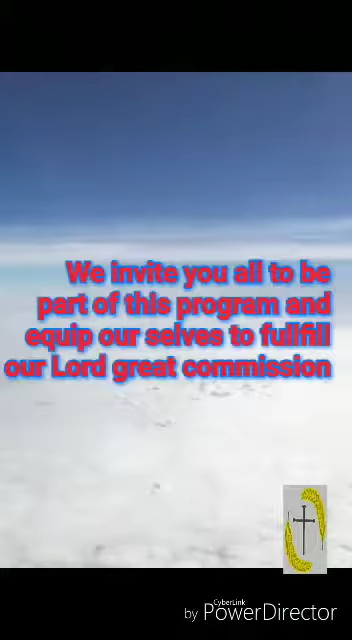 We invite you all to be
part of this program and
equip our selves to fullfill
our Lord great commission
CyberLink
by PowerDirector